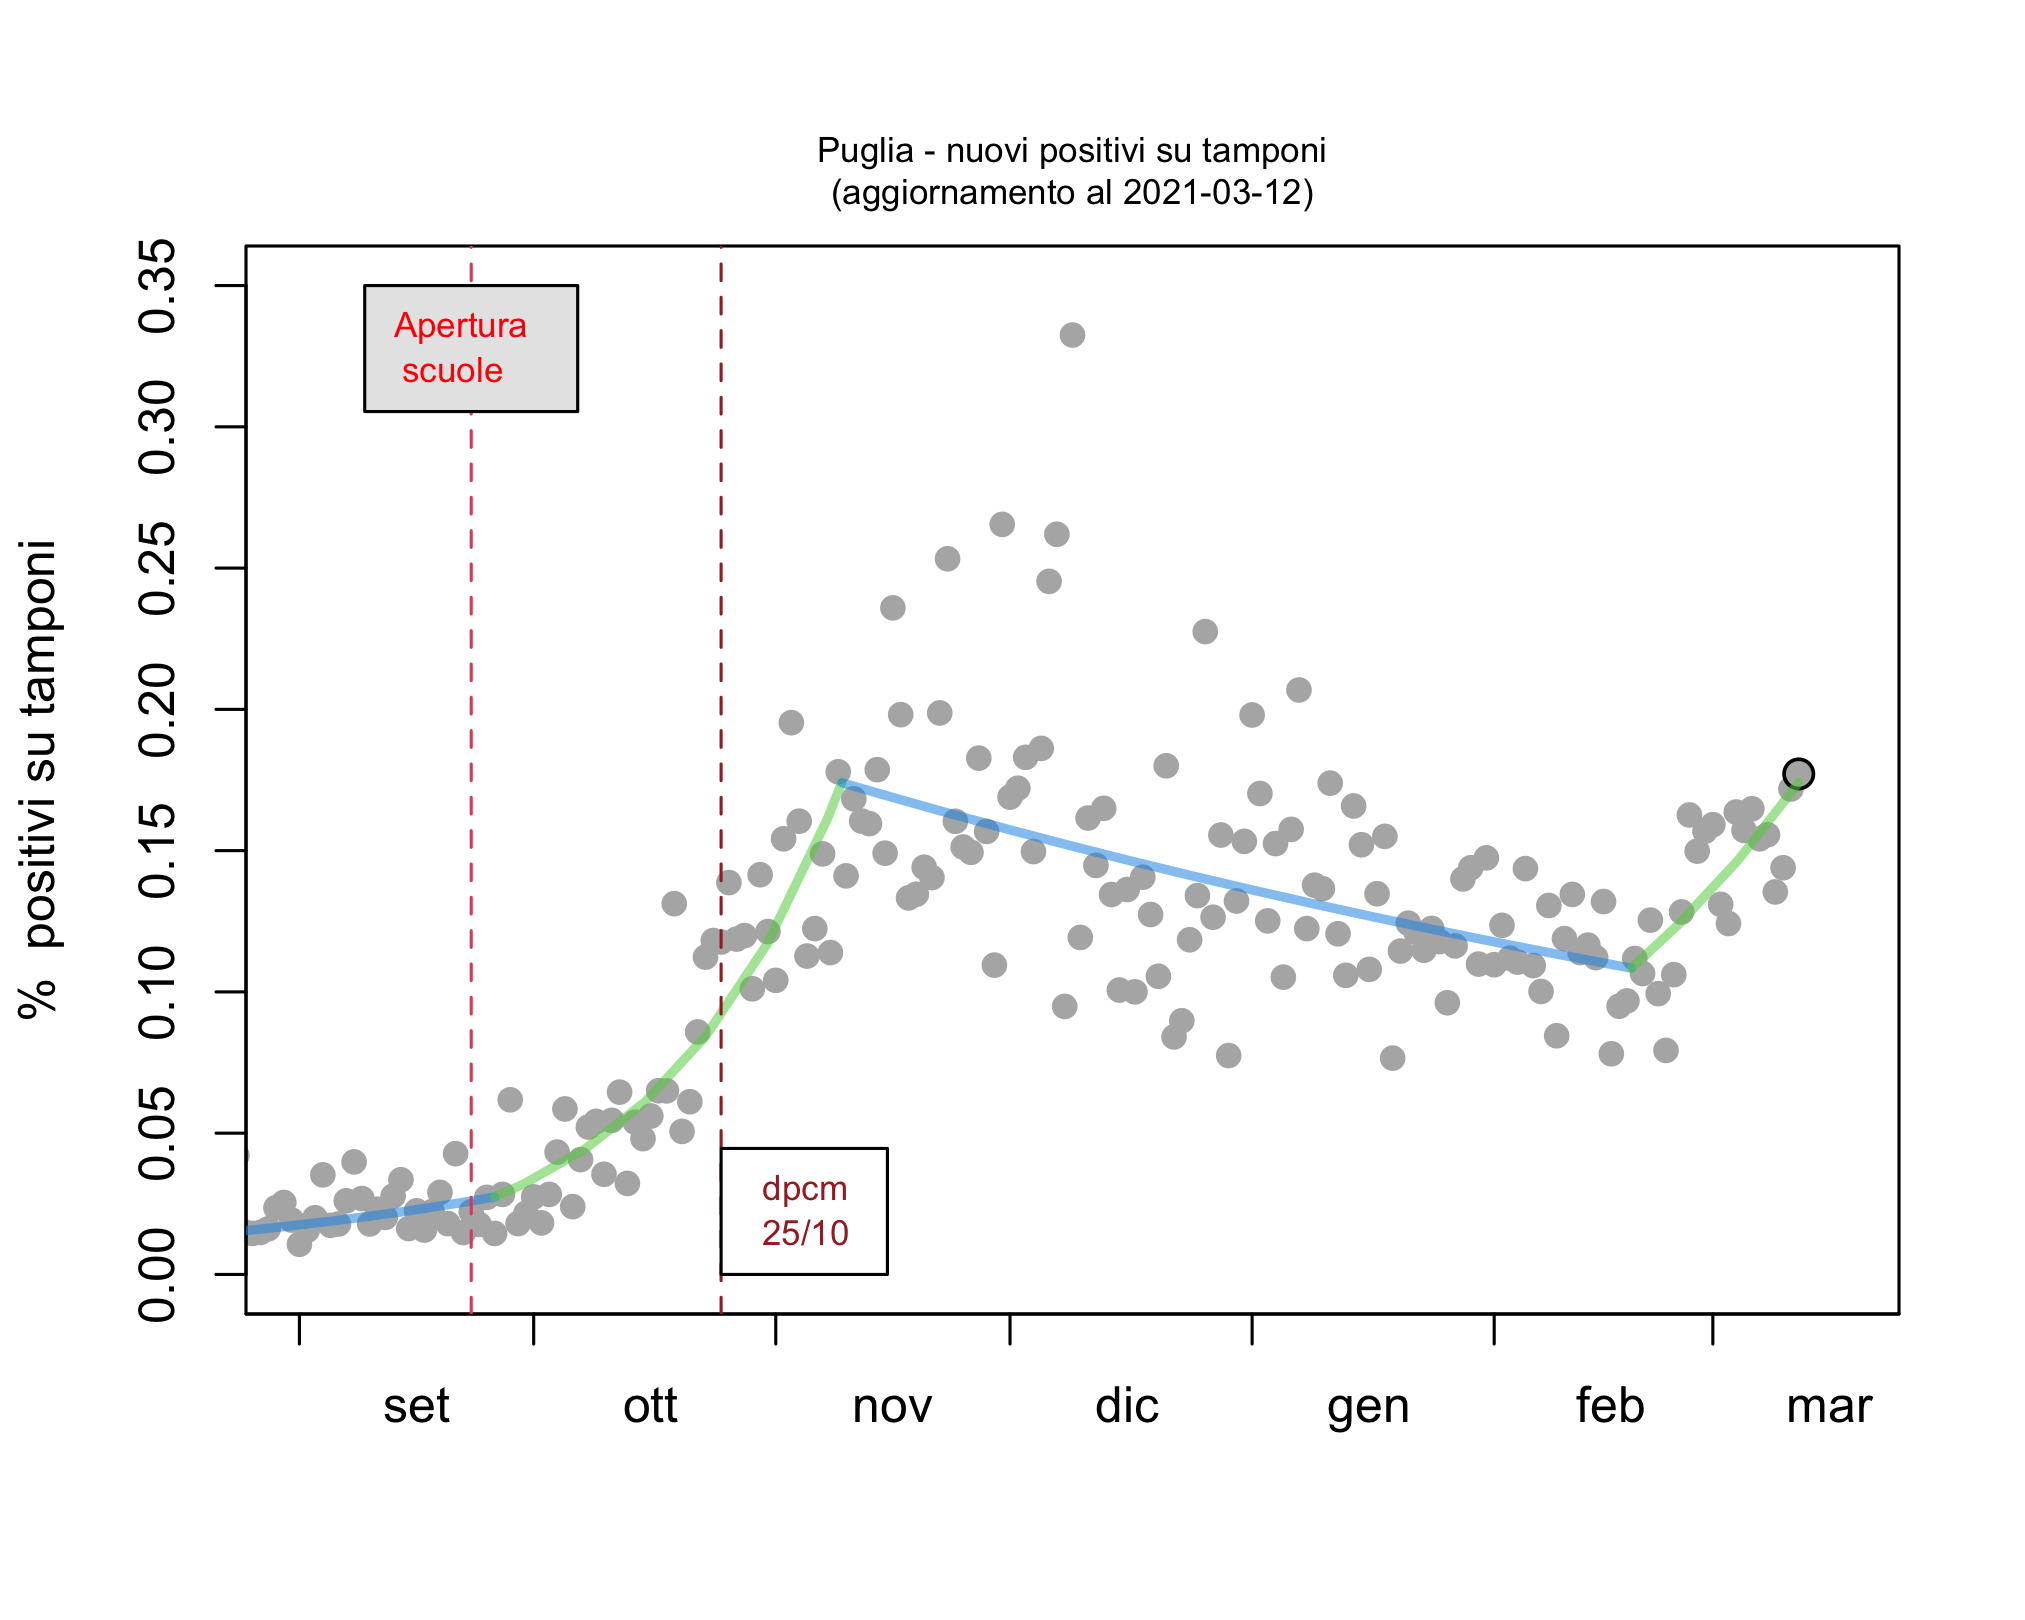 Puglia - nuovi positivi su tamponi
(aggiornamento al 2021-03-12)
% positivi su tamponi
0.35
0.30
0.25
0.20
0.15
0.10
0.05
0.00
Apertura
scuole
dpcm
25/10
set ott nov dic gen feb mar